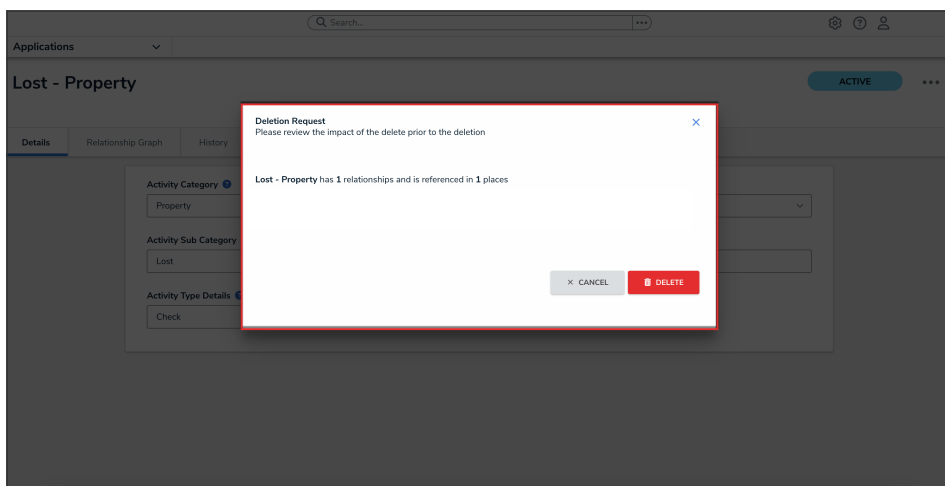 Search...
Applications
Lost - Property
ACTIVE
Details
Relationship Graph
History
Deletion Request
Please review the impact of the delete prior to the deletion
Lost - Property has 1 relationships and is referenced in 1 places
Activity Category
Property
Activity Sub Category
Lost
Activity Type Details
Check
CANCEL
DELETE